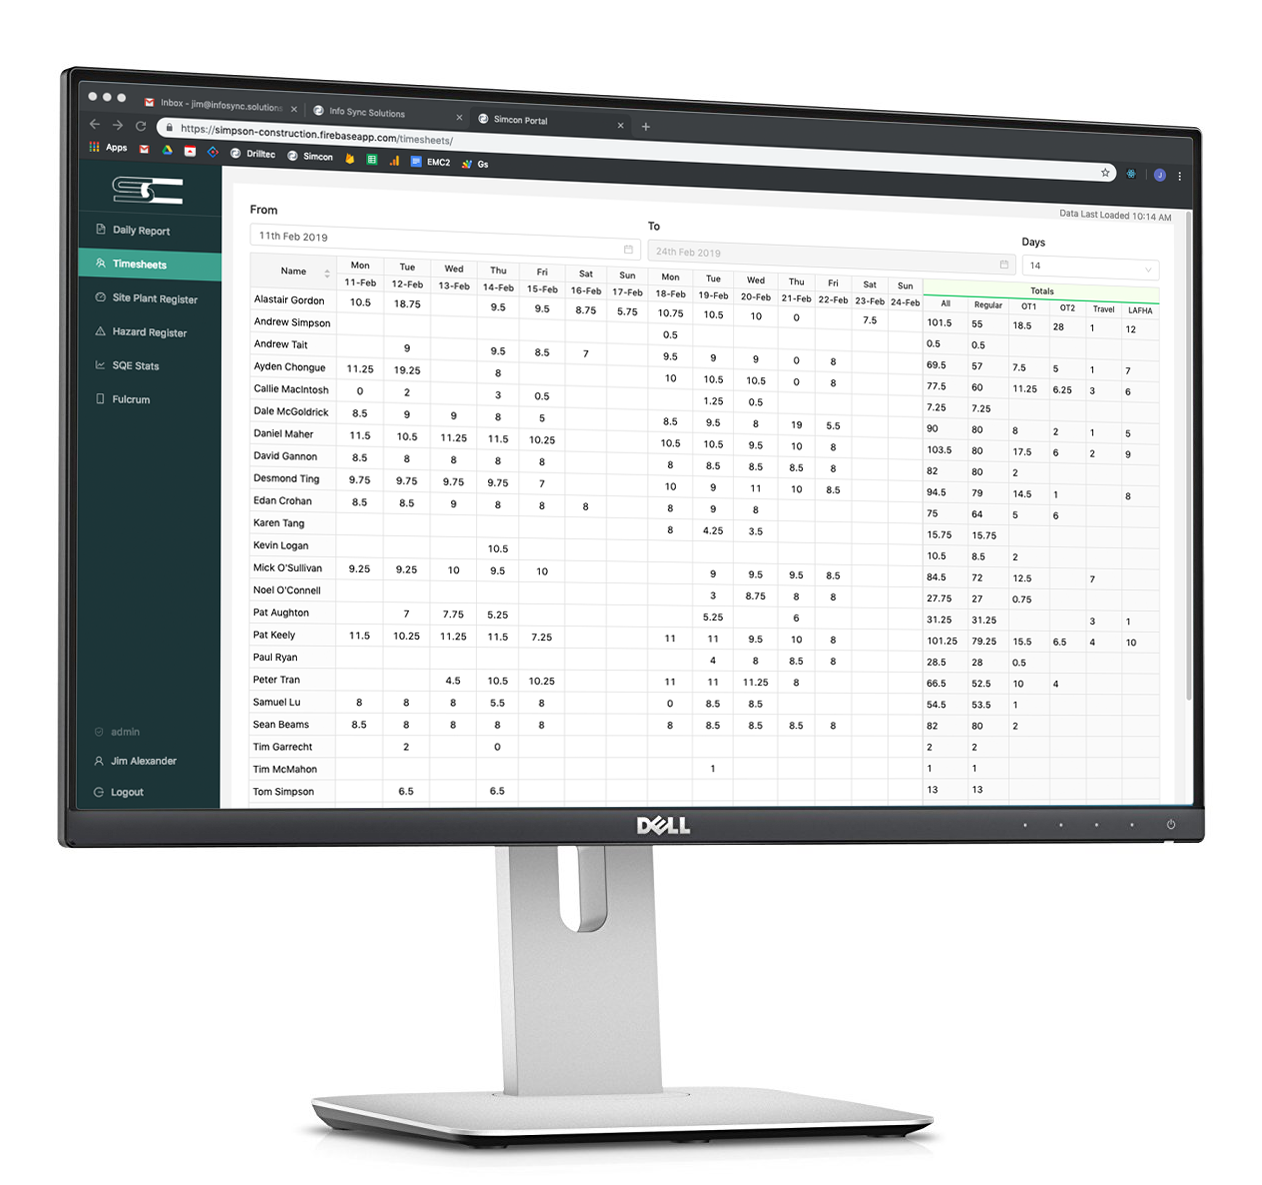 Inbox - jim@infosync.solutions
Info Sync Solutions
Simcon Portal
https://simpson-construction.firebaseapp.com/timesheets/
Apps Drilltec Simcon EMC2 Gs
Data Last Loaded 10:14 AM
Daily Report
Timesheets
Site Plant Register
Hazard Register
SQE Stats
Fulcrum
admin
Jim Alexander
Logout
From To Days
11th Feb 2019 24th Feb 2019 14
Totals
Name Mon Tue Wed Thu Fri Sat Sun Mon Tue Wed Thu Fri Sat Sun
11-Feb 12-Feb 13-Feb 14-Feb 15-Feb 16-Feb 17-Feb 18-Feb 19-Feb 20-Feb 21-Feb 22-Feb 23-Feb 24-Feb All Regular OT1 OT2 Travel LAFHA
Alastair Gordon 10.5 18.75 9.5 9.5 8.75 5.75 10.75 10.5 10 0 7.5 101.5 55 18.5 28 1 12
Andrew Simpson 0.5 0.5 0.5
Andrew Tait 9 9.5 8.5 7 9.5 9 9 0 8 69.5 57 7.5 5 1 7
Ayden Chongue 11.25 19.25 8 10 10.5 10.5 0 8 77.5 60 11.25 6.25 3 6
Callie MacIntosh 0 2 3 0.5 1.25 0.5 7.25 7.25
Dale McGoldrick 8.5 9 9 8 5 8.5 9.5 8 19 5.5 90 80 8 2 1 5
Daniel Maher 11.5 10.5 11.25 11.5 10.25 10.5 10.5 9.5 10 8 103.5 80 17.5 6 2 9
David Gannon 8.5 8 8 8 8 8 8.5 8.5 8.5 8 82 80 2
Desmond Ting 9.75 9.75 9.75 9.75 7 10 9 11 10 8.5 94.5 79 14.5 1 8
Edan Crohan 8.5 8.5 9 8 8 8 8 9 8 75 64 5 6
Karen Tang 8 4.25 3.5 15.75 15.75
Kevin Logan 10.5 10.5 8.5 2
Mick O'Sullivan 9.25 9.25 10 9.5 10 9 9.5 9.5 8.5 84.5 72 12.5 7
Noel O'Connell 3 8.75 8 8 27.75 27 0.75
Pat Aughton 7 7.75 5.25 5.25 6 31.25 31.25 3 1
Pat Keely 11.5 10.25 11.25 11.5 7.25 11 11 9.5 10 8 101.25 79.25 15.5 6.5 4 10
Paul Ryan 4 8 8.5 8 28.5 28 0.5
Peter Tran 4.5 10.5 10.25 11 11 11.25 8 66.5 52.5 10 4
Samuel Lu 8 8 8 5.5 8 0 8.5 8.5 54.5 53.5 1
Sean Beams 8.5 8 8 8 8 8 8.5 8.5 8.5 8 82 80 2
Tim Garrecht 2 0 2 2
Tim McMahon 1 1 1
Tom Simpson 6.5 6.5 13 13
DELL